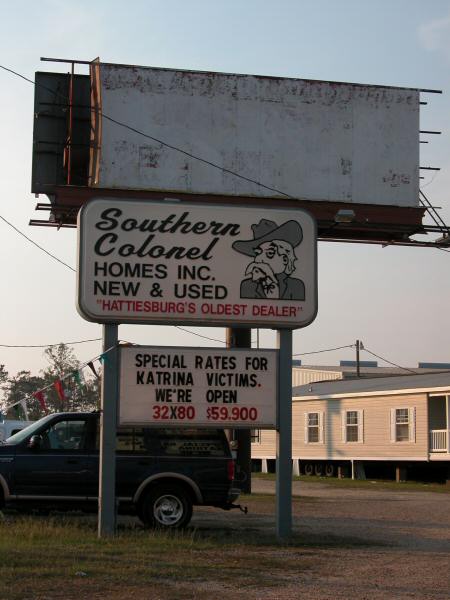 Southern
Colonel
HOMES INC.
NEW & USED
"HATTIESBURG'S OLDEST DEALER"
SPECIAL RATES FOR
KATRINA VICTIMS.
WE'RE OPEN
32X80 $59.900